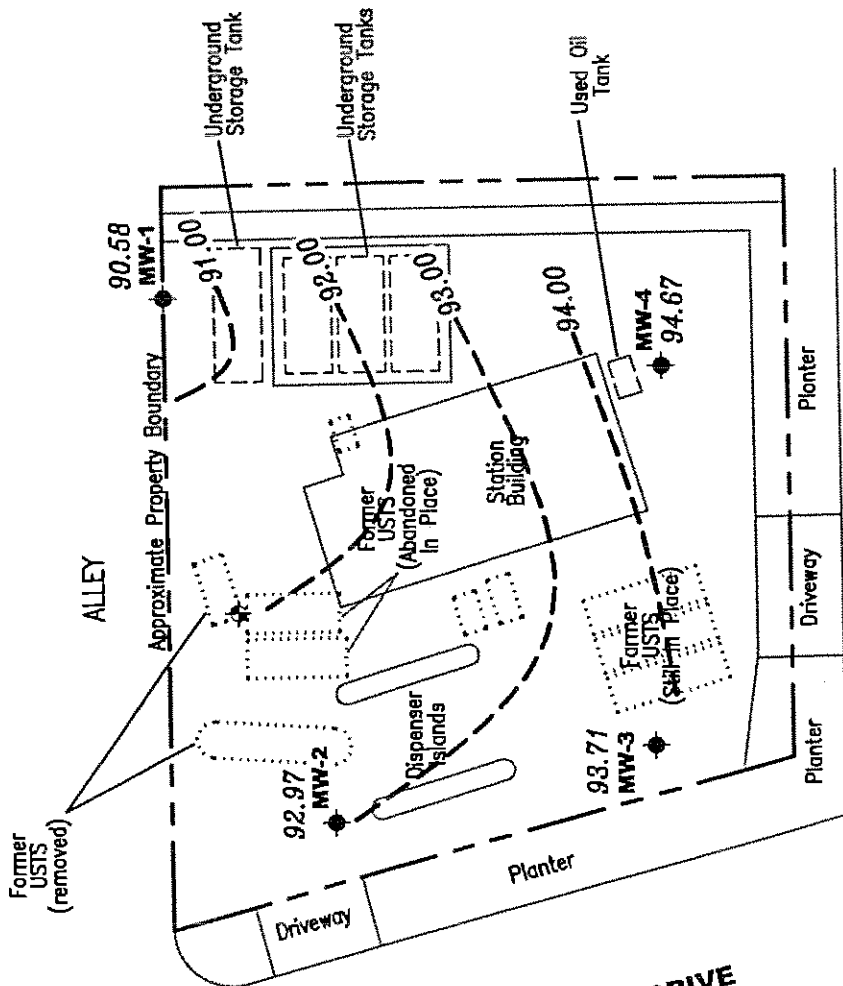 Underground
Storage Tank
Underground
Storage Tanks
Used Oil
Tank
90.58
MW-1
91.00
92.00
93.00
94.00
MW-4
94.67
Approximate Property Boundary
ALLEY
Former
USTS
(Abandoned
In Place)
Station
Building
Former
USTS
(Still In Place)
Planter
Driveway
Planter
Dispenser
Islands
92.97
MW-2
93.71
MW-3
Former
USTS
(removed)
Driveway
Planter
DRIVE